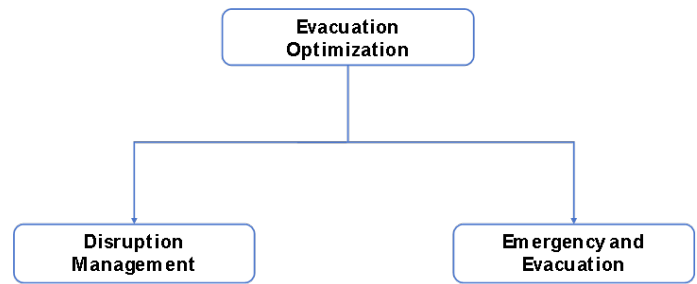 Evacuation
Optimization
Disruption
Management
Emergency and
Evacuation